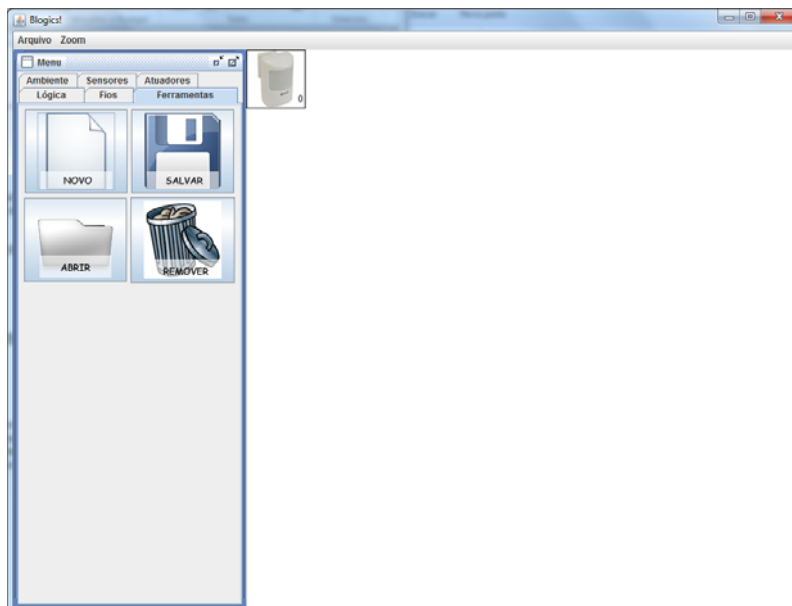 Blogics!
Arquivo Zoom
Menu
Ambiente Sensores Atuadores
Lógica Fios Ferramentas
NOVO SALVAR
ABRIR REMOVER
0